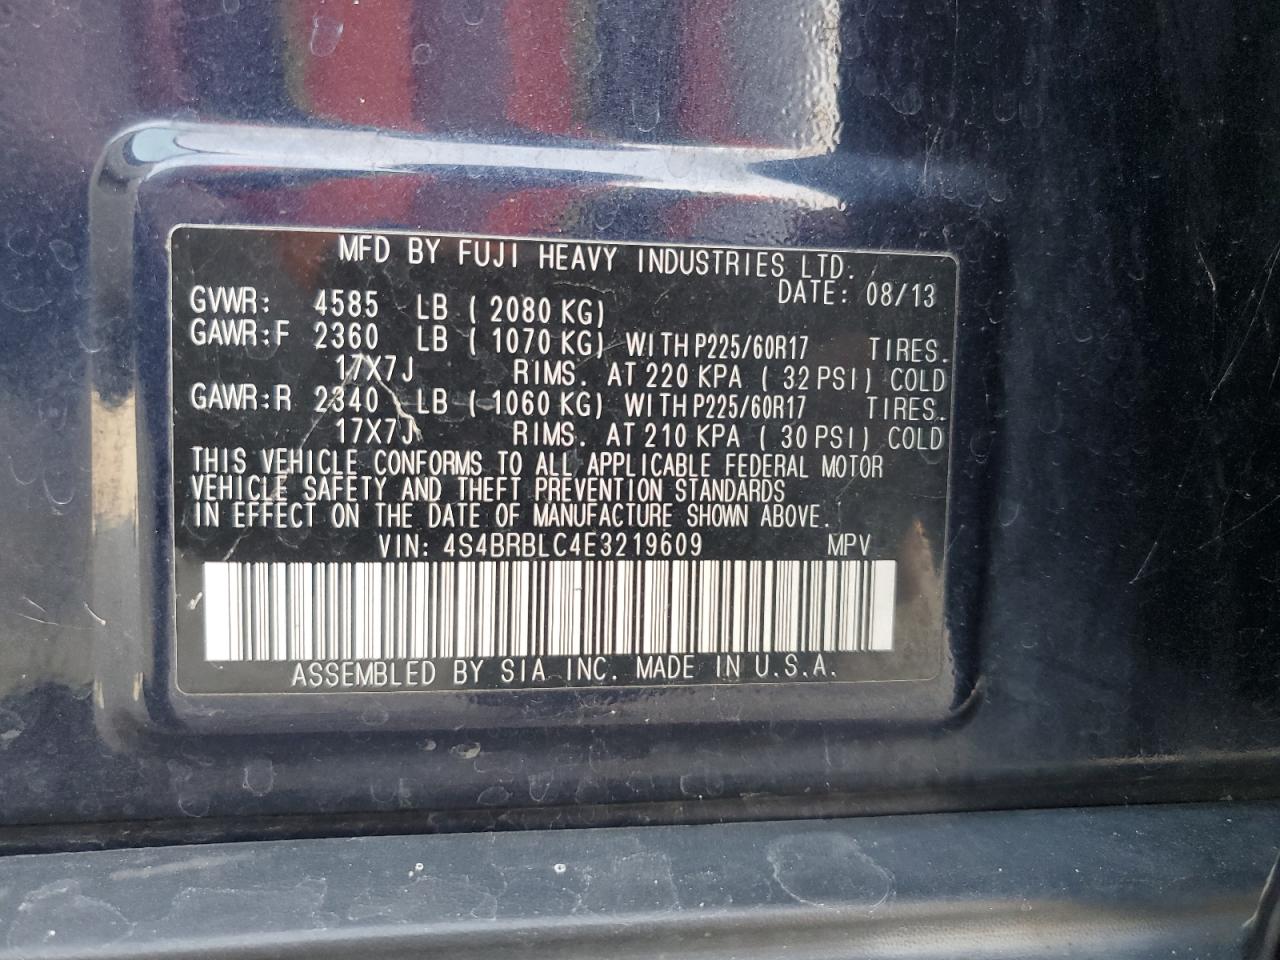 MFD BY FUJI HEAVY INDUSTRIES LTD.
DATE: 08/13
GVWR: 4585 LB ( 2080 KG)
GAWR:F 2360 LB ( 1070 KG) WITH P225/60R17 TIRES.
17X7J RIMS. AT 220 KPA ( 32 PSI) COLD
GAWR:R 2340 LB ( 1060 KG) WITH P225/60R17 TIRES.
17X7J RIMS. AT 210 KPA ( 30 PSI) COLD
THIS VEHICLE CONFORMS TO ALL APPLICABLE FEDERAL MOTOR
VEHICLE SAFETY AND THEFT PREVENTION STANDARDS
IN EFFECT ON THE DATE OF MANUFACTURE SHOWN ABOVE.
VIN: 4S4BRBLC4E3219609 MPV
ASSEMBLED BY SIA INC. MADE IN U.S.A.